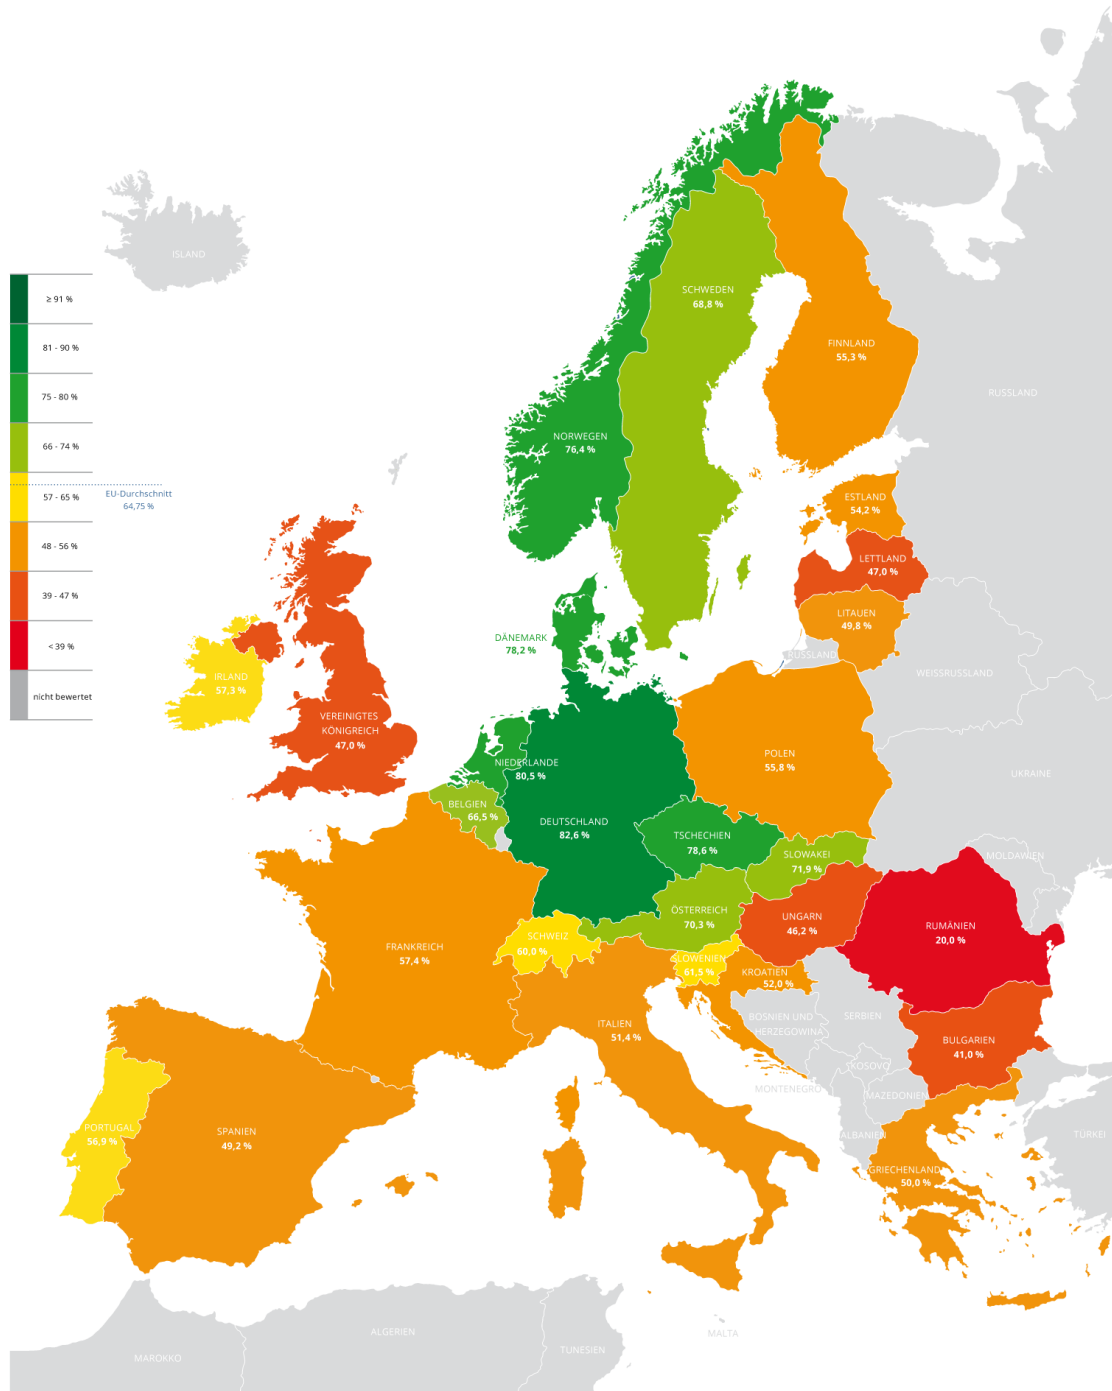 ISLAND
≥ 91 %
81 - 90 %
75 - 80 %
66 - 74 %
57 - 65 %
48 - 56 %
39 - 47 %
< 39 %
nicht bewertet
EU-Durchschnitt
64,75 %
SCHWEDEN
68,8 %
FINNLAND
55,3 %
RUSSLAND
NORWEGEN
76,4 %
ESTLAND
54,2 %
LETTLAND
47,0 %
LITAUEN
49,8 %
RUSSLAND
WEISSRUSSLAND
DÄNEMARK
78,2 %
IRLAND
57,3 %
VEREINIGTES
KÖNIGREICH
47,0 %
NIEDERLANDE
80,5 %
POLEN
55,8 %
UKRAINE
BELGIEN
66,5 %
DEUTSCHLAND
82,6 %
TSCHECHIEN
78,6 %
SLOWAKEI
71,9 %
MOLDAWIEN
ÖSTERREICH
70,3 %
UNGARN
46,2 %
RUMÄNIEN
20,0 %
FRANKREICH
57,4 %
SCHWEIZ
60,0 %
SLOWENIEN
61,5 %
KROATIEN
52,0 %
BOSNIEN UND
HERZEGOWINA
SERBIEN
ITALIEN
51,4 %
BULGARIEN
41,0 %
KOSOVO
MONTENEGRO
MAZEDONIEN
ALBANIEN
TÜRKEI
PORTUGAL
56,9 %
SPANIEN
49,2 %
GRIECHENLAND
50,0 %
MALTA
MAROKKO
ALGERIEN
TUNESIEN